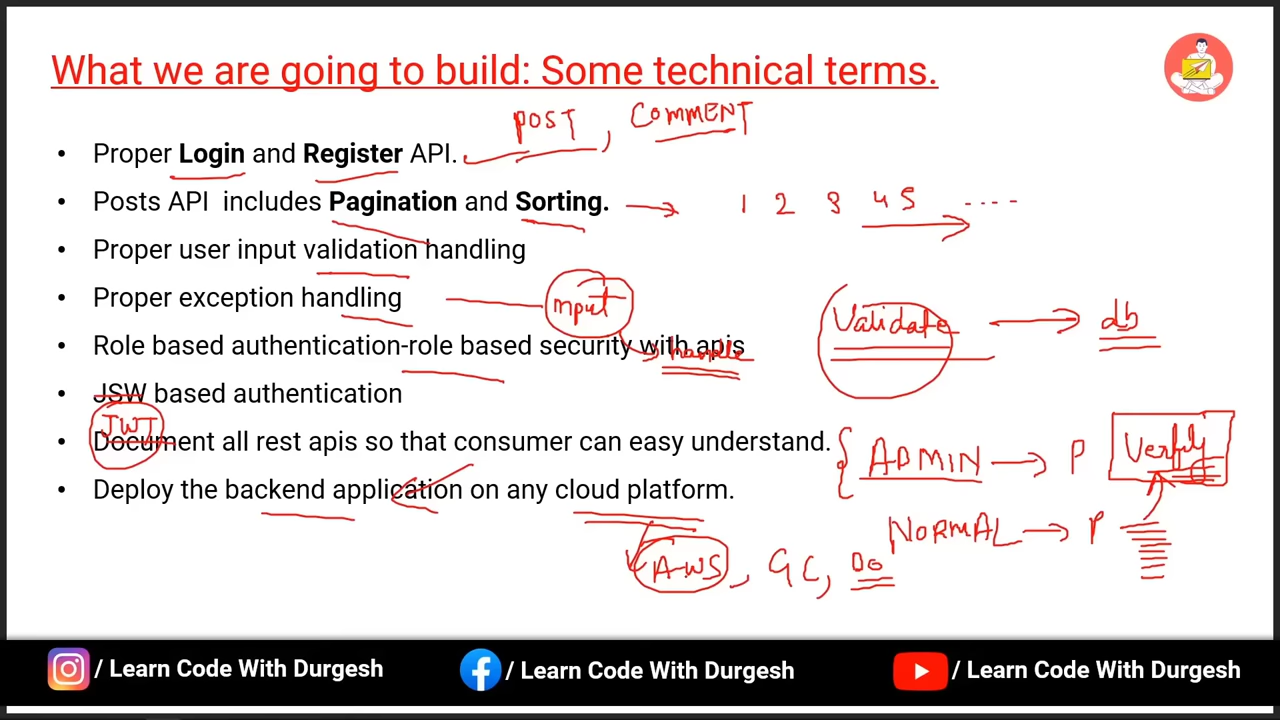 What we are going to build: Some technical terms.
POST , COMMENT
• Proper Login and Register API.
• Posts API includes Pagination and Sorting. → 1 2 3 4 5 ....
• Proper user input validation handling
• Proper exception handling
Input
Validate → db
• Role based authentication-role based security with apis
handle
• JSW based authentication
JWT
• Document all rest apis so that consumer can easy understand.
{ ADMIN → P Verfily
• Deploy the backend application on any cloud platform.
NORMAL → P
AWS , GC, DO
/ Learn Code With Durgesh
/ Learn Code With Durgesh
/ Learn Code With Durgesh